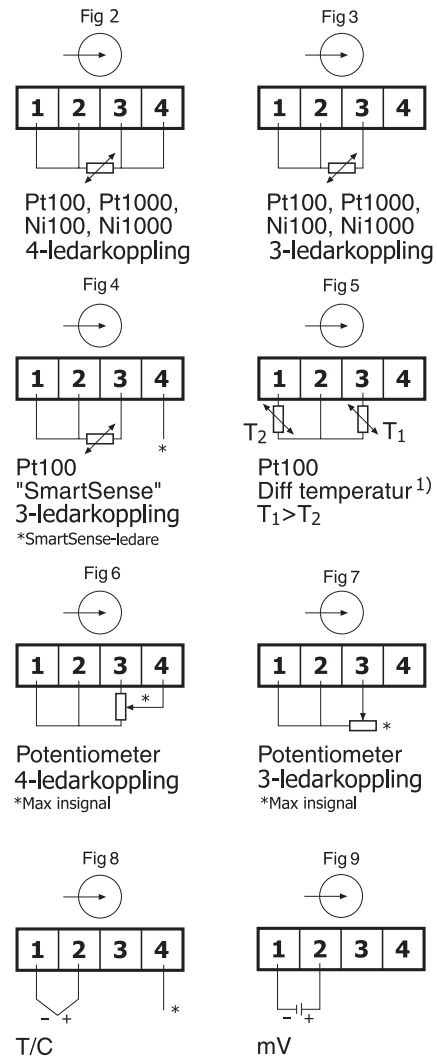 Fig 2
1 2 3 4
Pt100, Pt1000,
Ni100, Ni1000
4-ledarkoppling
Fig 3
1 2 3 4
Pt100, Pt1000,
Ni100, Ni1000
3-ledarkoppling
Fig 4
1 2 3 4
*
Pt100
"SmartSense"
3-ledarkoppling
*SmartSense-ledare
Fig 5
1 2 3 4
T₂ T₁
Pt100
Diff temperatur ¹⁾
T₁>T₂
Fig 6
1 2 3 4
*
Potentiometer
4-ledarkoppling
*Max insignal
Fig 7
1 2 3 4
*
Potentiometer
3-ledarkoppling
*Max insignal
Fig 8
1 2 3 4
- + *
T/C
Fig 9
1 2 3 4
- +
mV